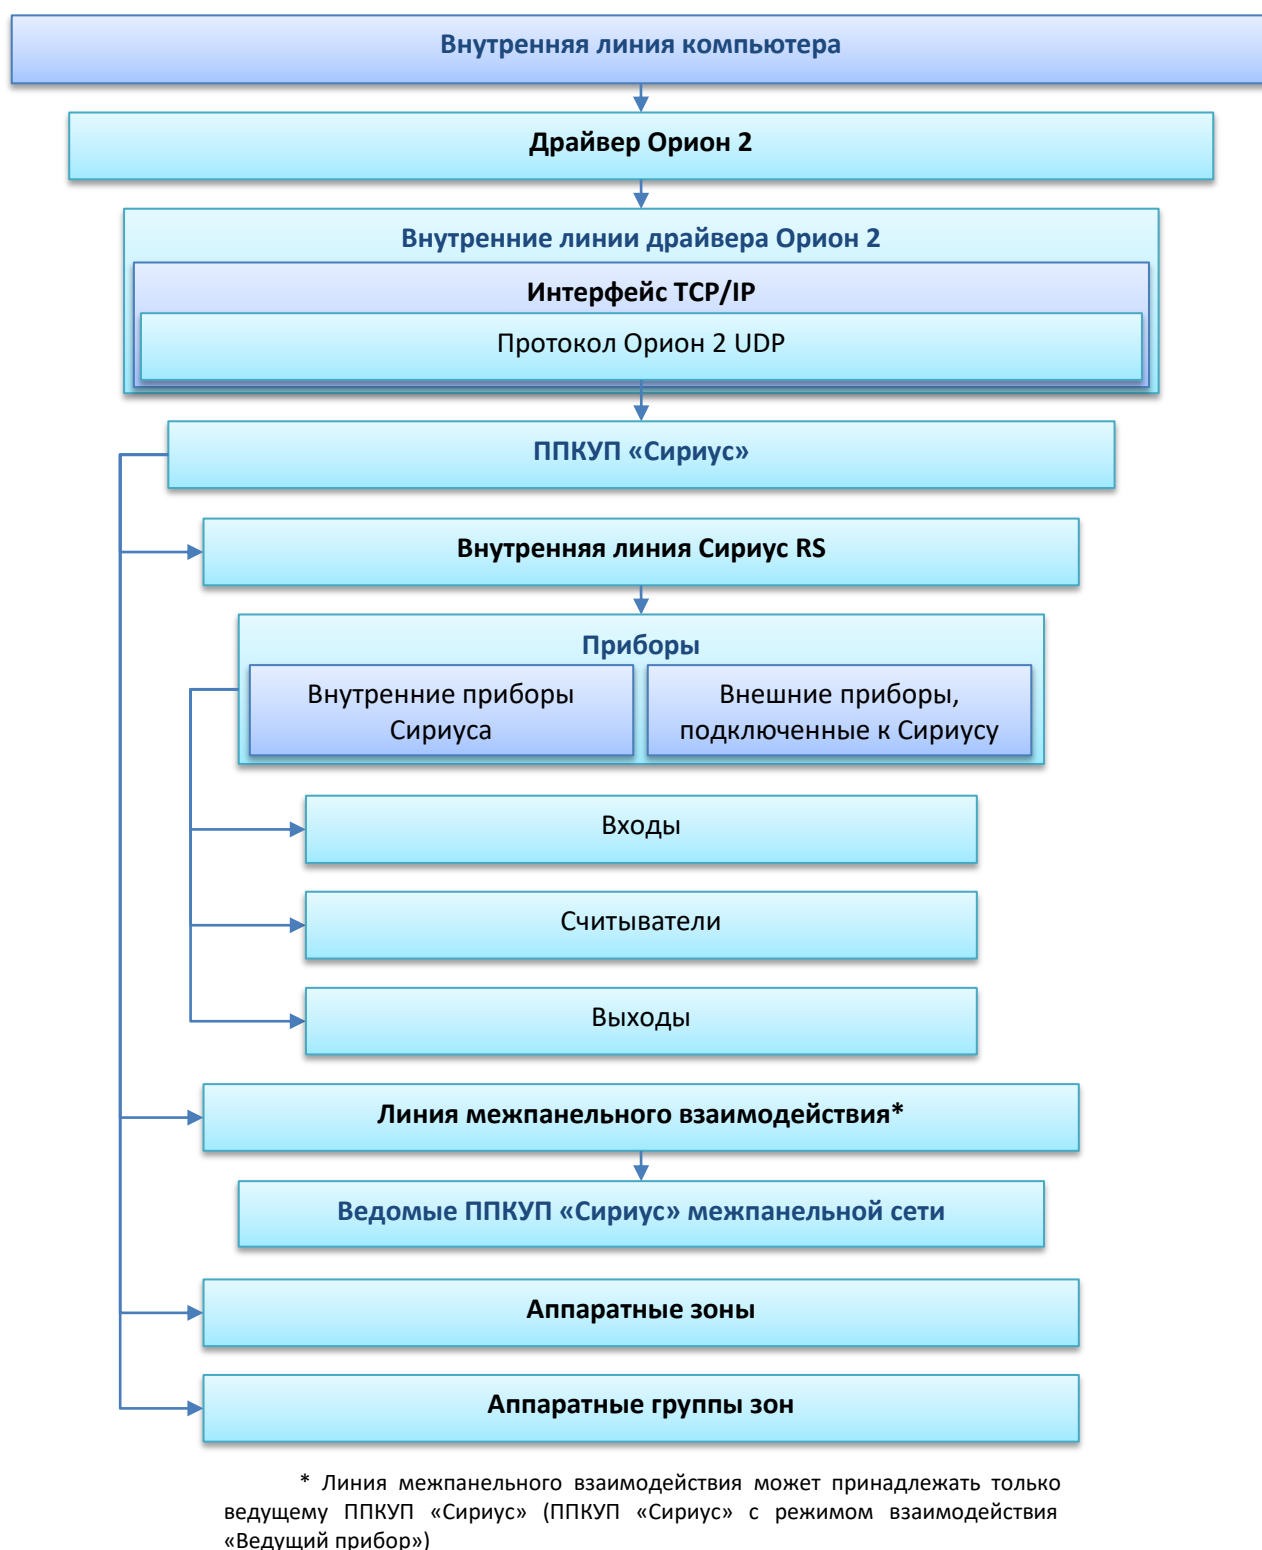 Внутренняя линия компьютера
Драйвер Орион 2
Внутренние линии драйвера Орион 2
Интерфейс TCP/IP
Протокол Орион 2 UDP
ППКУП «Сириус»
Внутренняя линия Сириус RS
Приборы
Внутренние приборы
Сириуса
Внешние приборы,
подключенные к Сириусу
Входы
Считыватели
Выходы
Линия межпанельного взаимодействия*
Ведомые ППКУП «Сириус» межпанельной сети
Аппаратные зоны
Аппаратные группы зон
* Линия межпанельного взаимодействия может принадлежать только
ведущему ППКУП «Сириус» (ППКУП «Сириус» с режимом взаимодействия
«Ведущий прибор»)